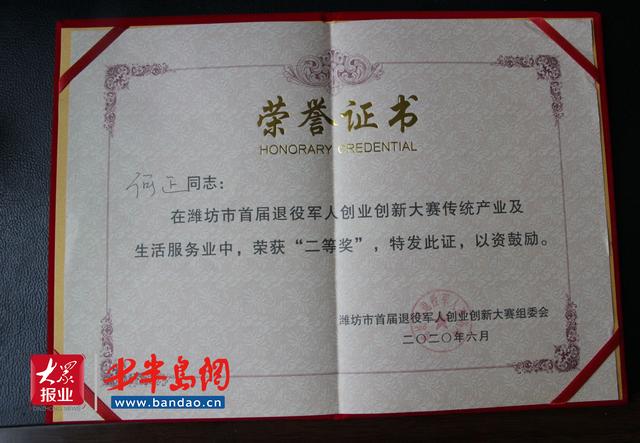 荣誉证书
HONORARY CREDENTIAL
何正同志：
在潍坊市首届退役军人创业创新大赛传统产业及
生活服务业中，荣获“二等奖”，特发此证，以资鼓励。
潍坊市首届退役军人创业创新大赛组委会
二〇二〇年六月
大众
报业
DAZHONG NEWS
半岛网
www.bandao.cn